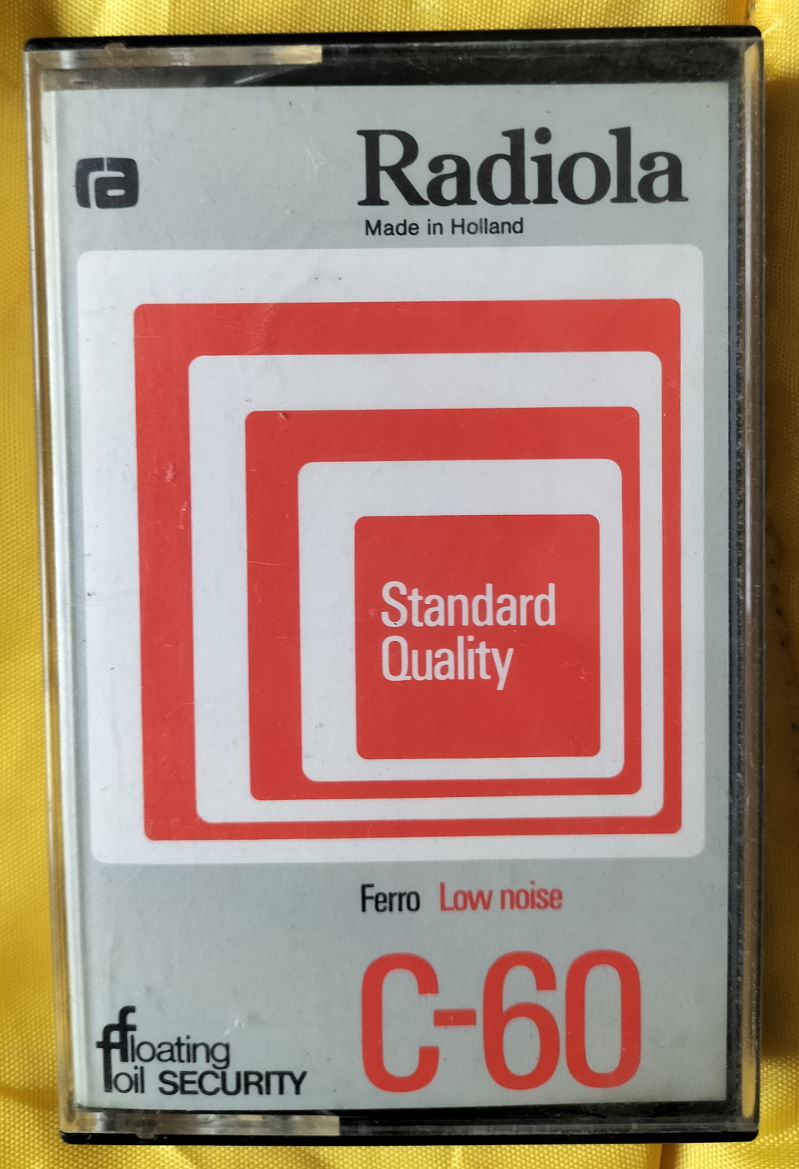 ra
Radiola
Made in Holland
Standard
Quality
Ferro Low noise
C-60
floating
foil SECURITY